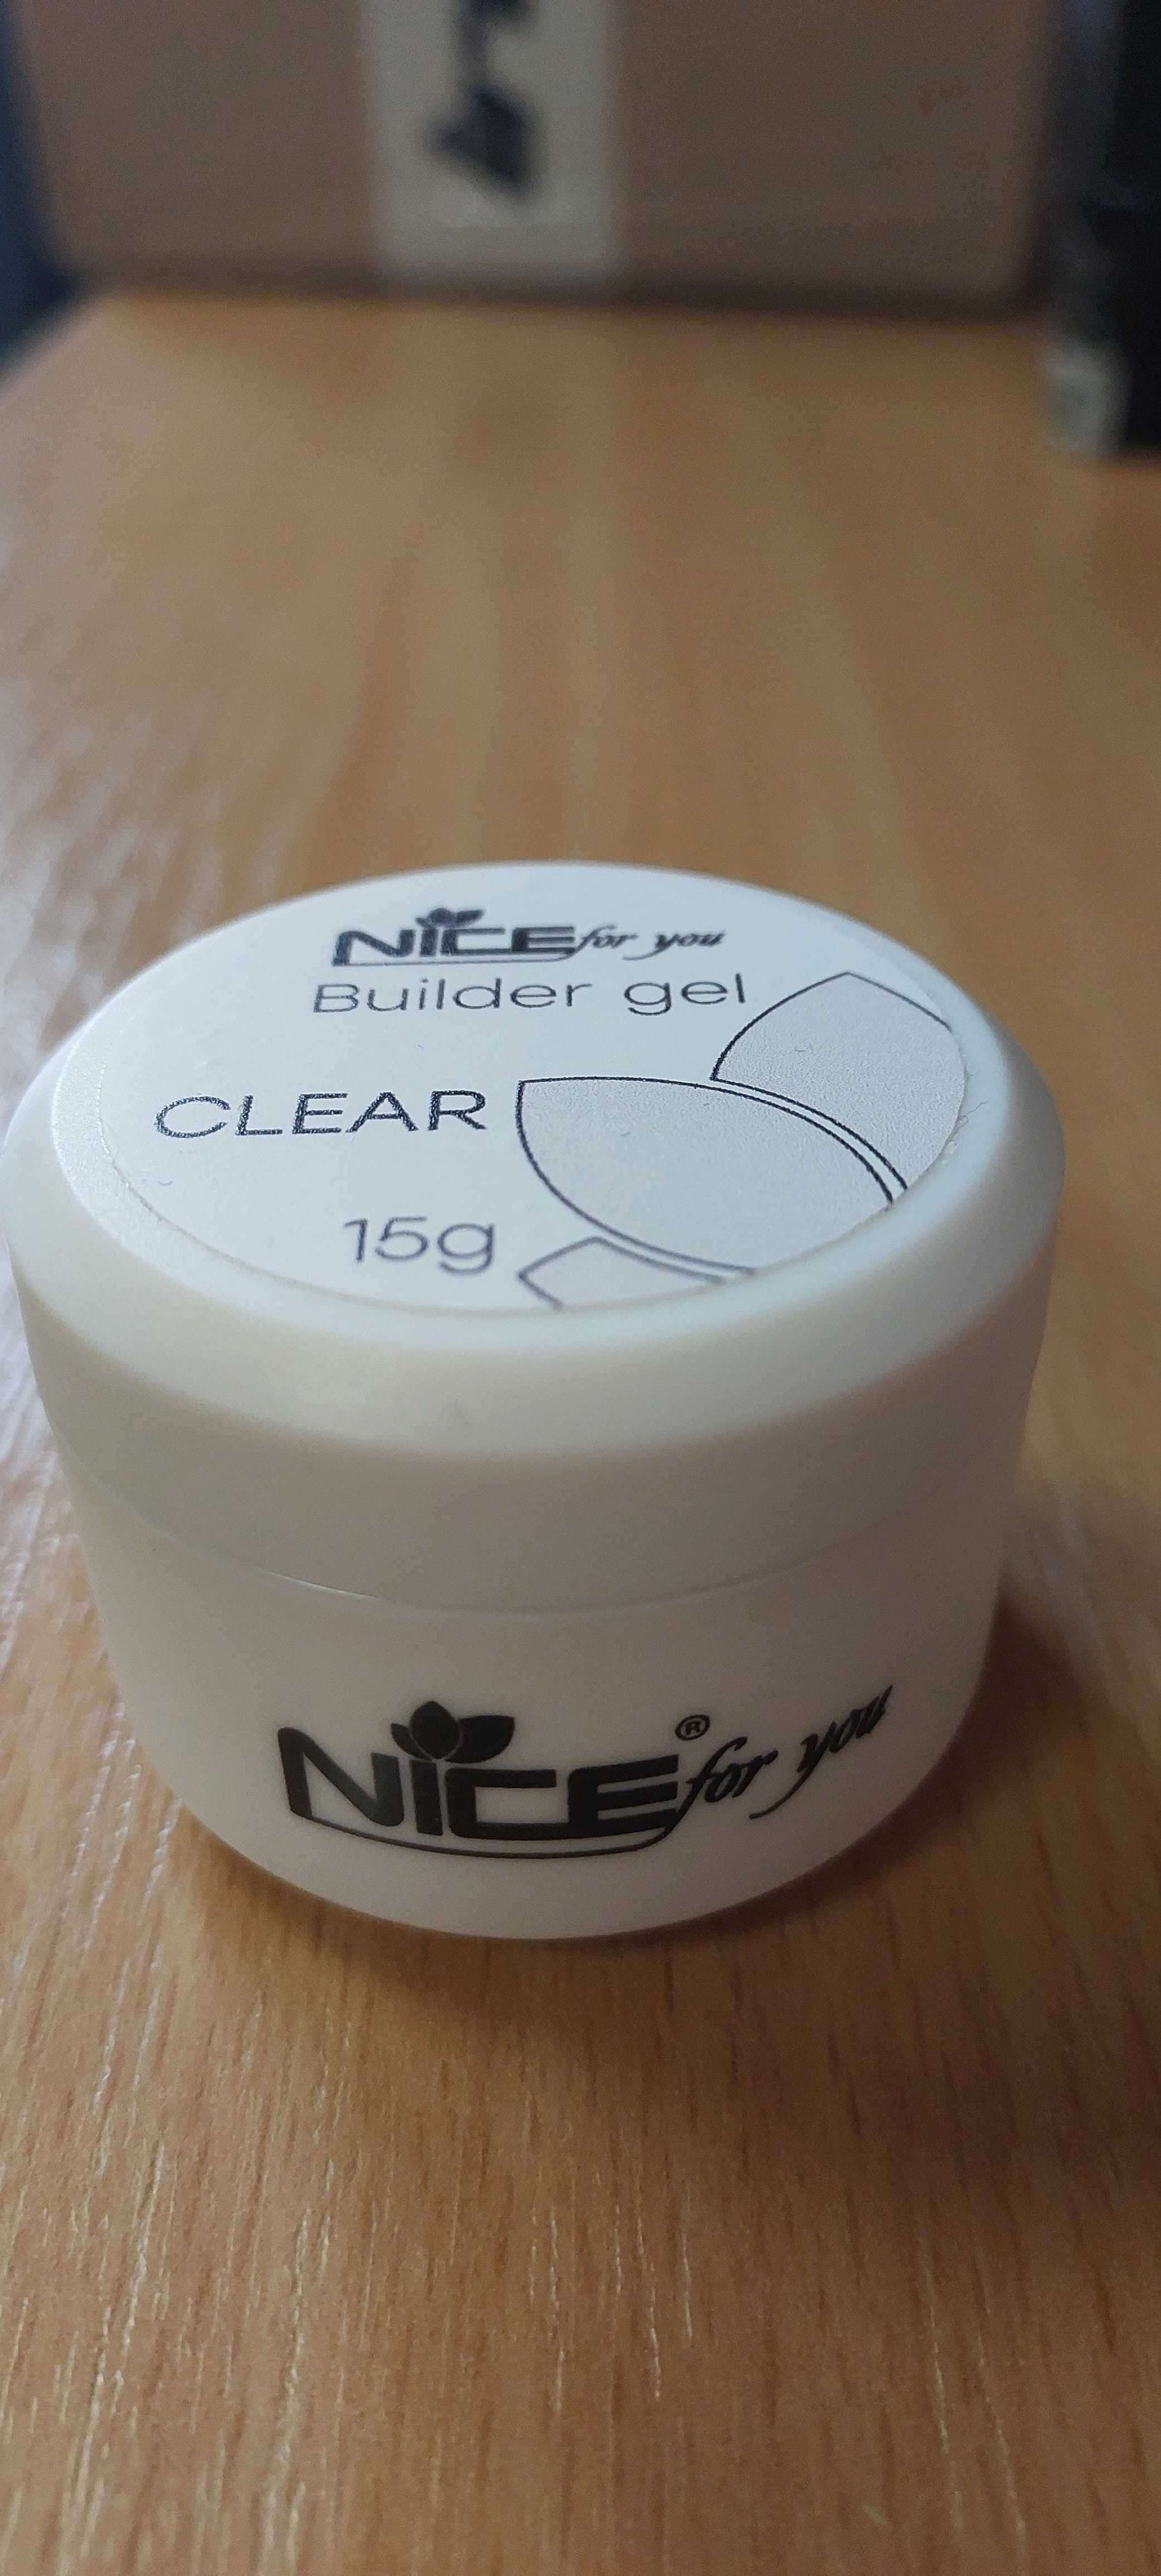 NiCE for you
Builder gel
CLEAR
15g
NiCE® for you